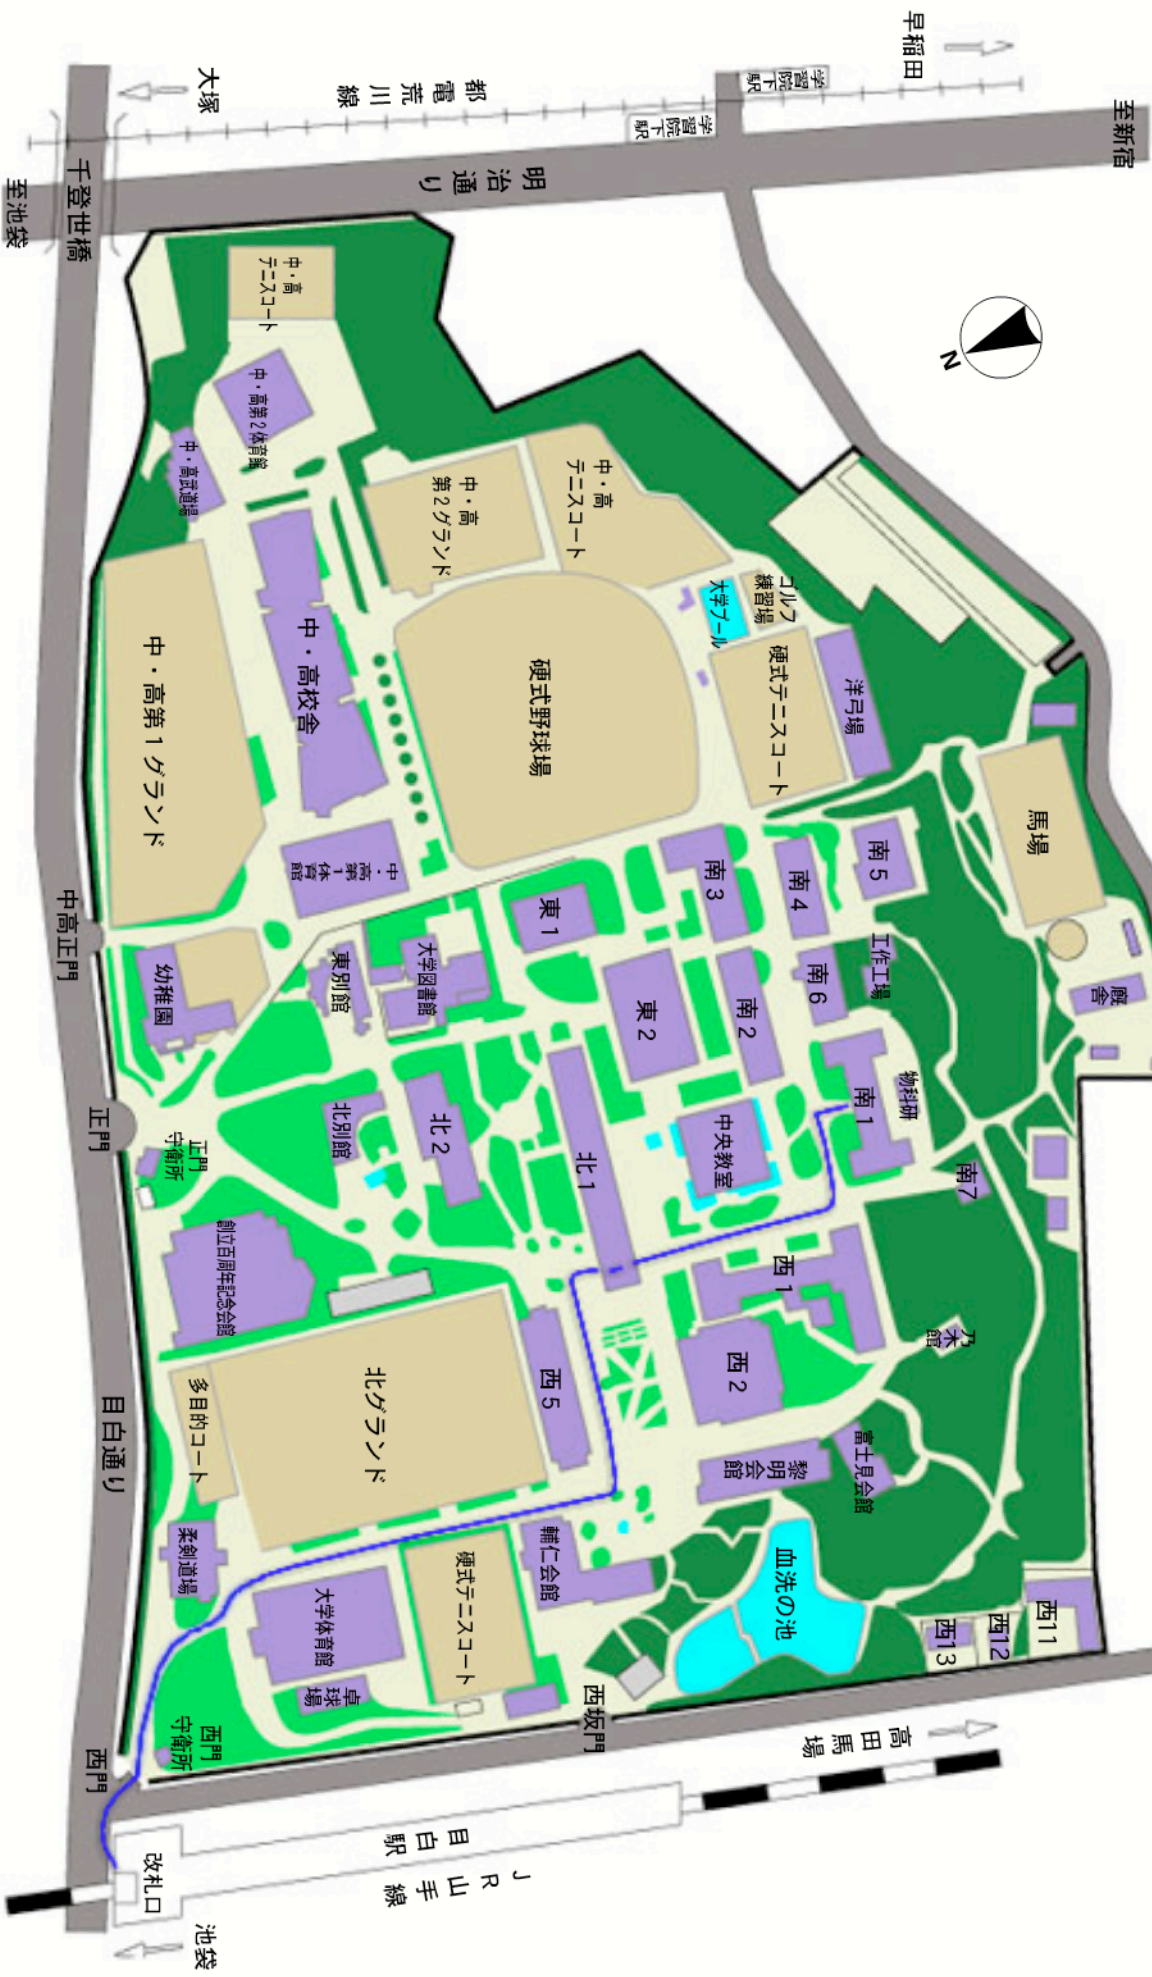 早稲田
学習院下駅
大塚
都電荒川線
学習院下駅
至新宿
明治通り
千登世橋
至池袋
N
中・高
テニスコート
中・高第2体育館
中・高武道場
中・高
テニスコート
中・高
第2グランド
ゴルフ
練習場
大学プール
中・高校舎
中・高第1グランド
硬式野球場
硬式テニスコート
洋弓場
馬場
中・高第1体育館
南3
南4
南5
東1
中高正門
幼稚園
東別館
大学図書館
東2
南2
南6
工作工場
厩舎
物科研
南1
正門
正門
守衛所
北別館
北2
北1
中央教室
南7
創立百周年記念会館
西1
乃木館
西2
西5
北グランド
多目的コート
目白通り
黎明会館
富士見会館
柔剣道場
輔仁会館
硬式テニスコート
大学体育館
血洗の池
西11
西12
西13
卓球場
西坂門
西門
守衛所
西門
高田馬場
目白駅
JR山手線
改札口
池袋